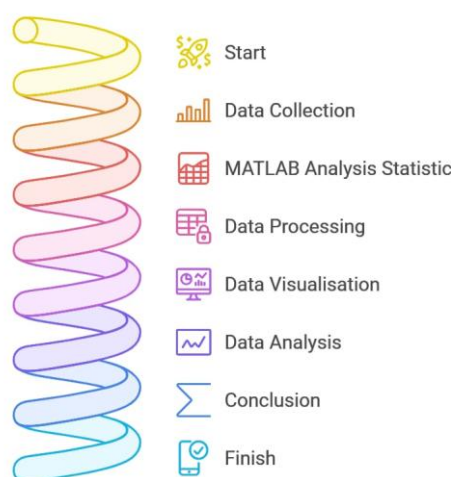 Start
Data Collection
MATLAB Analysis Statistic
Data Processing
Data Visualisation
Data Analysis
Conclusion
Finish